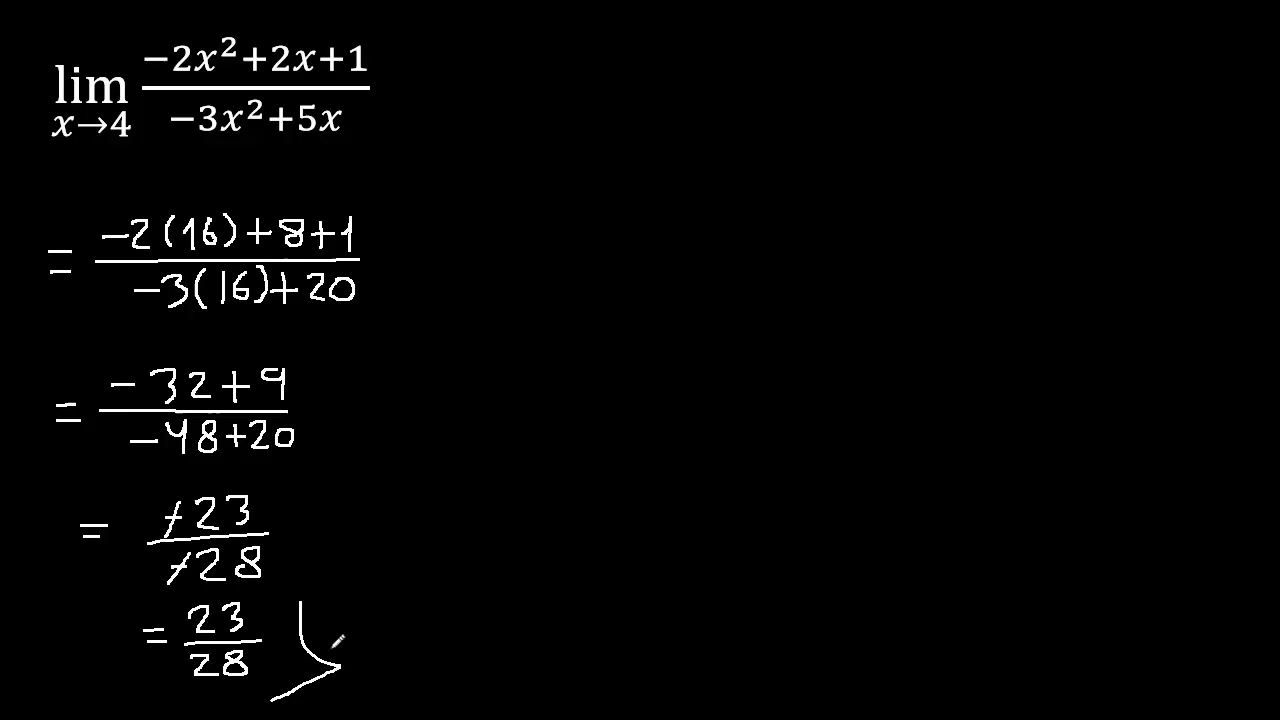 lim x→4 (−2x²+2x+1)/(−3x²+5x)
= (−2(16)+8+1)/(−3(16)+20)
= (−32+9)/(−48+20)
= −23/−28
= 23/28